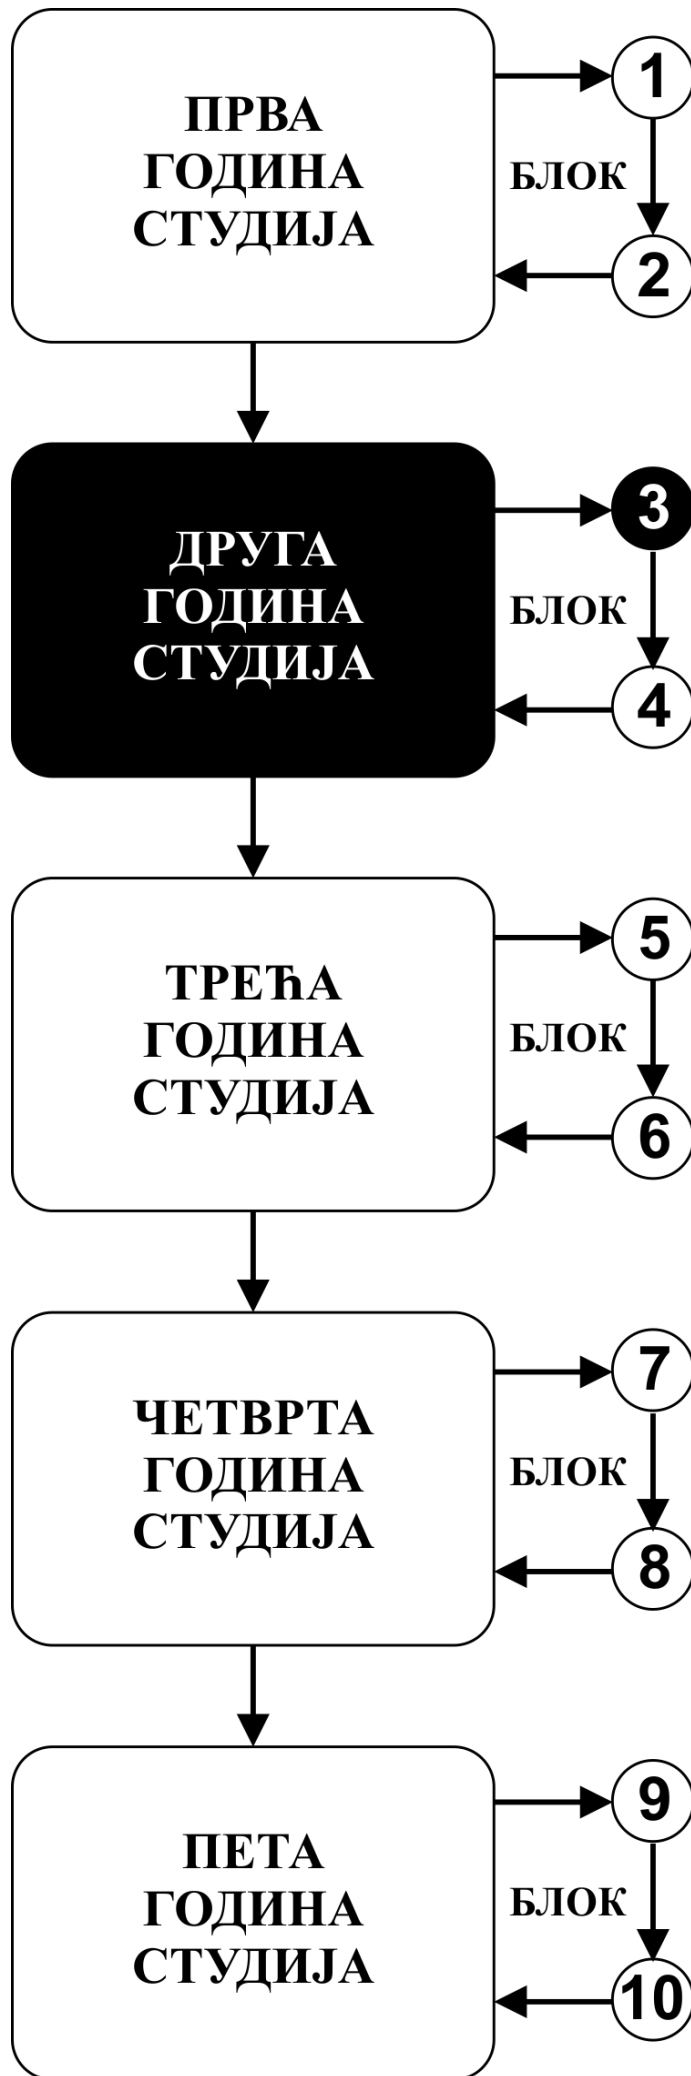 ПРВА
ГОДИНА
СТУДИЈА
1
БЛОК
2
ДРУГА
ГОДИНА
СТУДИЈА
3
БЛОК
4
ТРЕЋА
ГОДИНА
СТУДИЈА
5
БЛОК
6
ЧЕТВРТА
ГОДИНА
СТУДИЈА
7
БЛОК
8
ПЕТА
ГОДИНА
СТУДИЈА
9
БЛОК
10